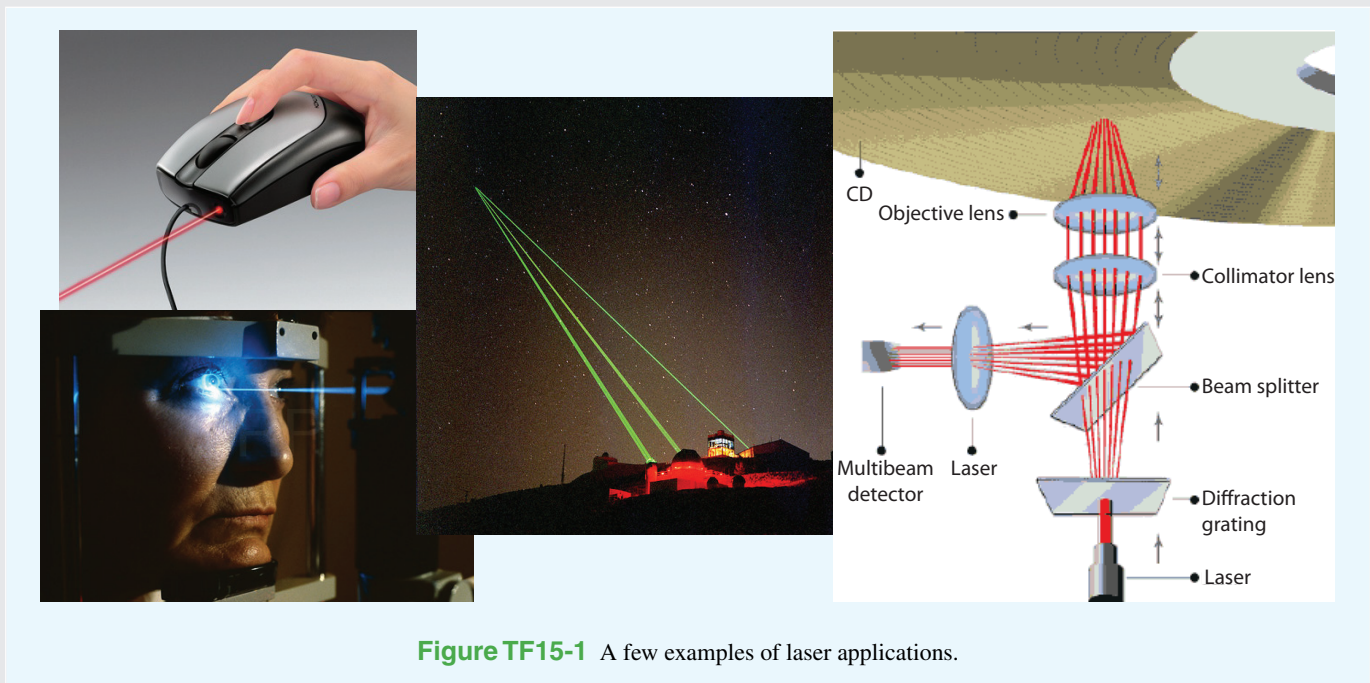 CD
Objective lens
Collimator lens
Beam splitter
Multibeam
detector
Laser
Diffraction
grating
Laser
Figure TF15-1 A few examples of laser applications.